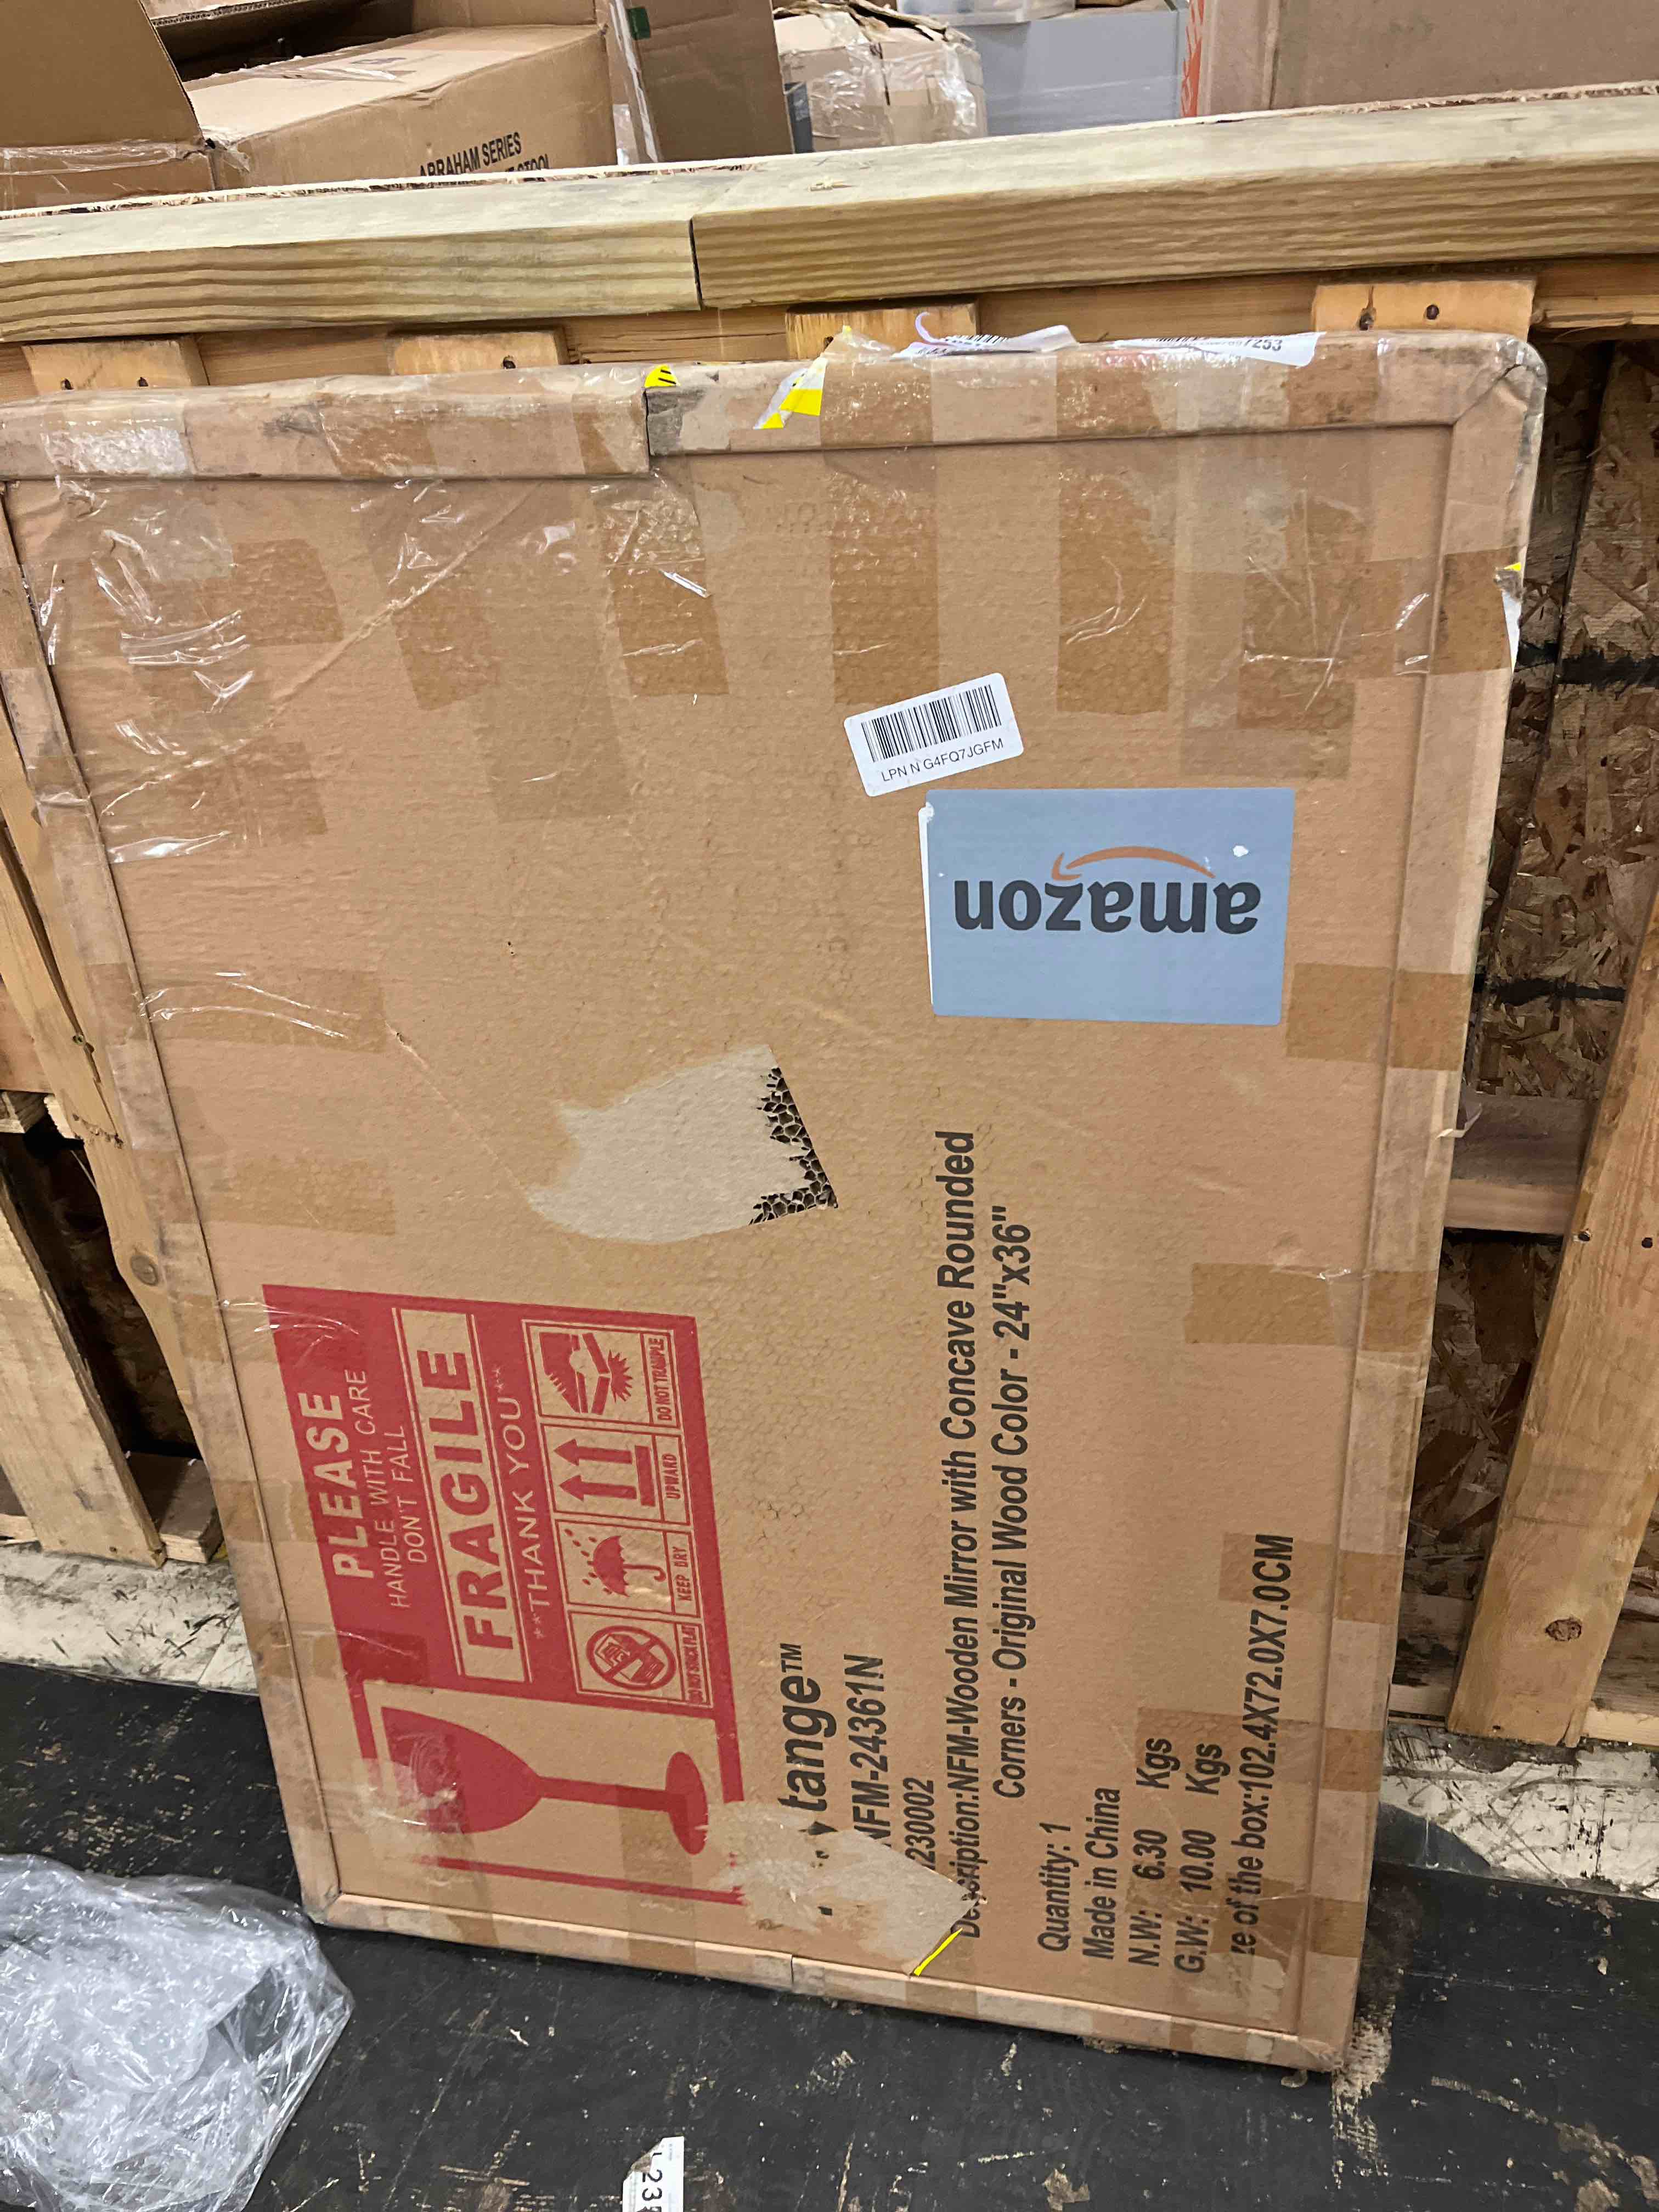 ABRAHAM SERIES
LPN N G4FQ7JGFM
amazon
PLEASE
HANDLE WITH CARE
DON'T FALL
FRAGILE
**THANK YOU**
KEEP DRY
UPWARD
DO NOT TRAMPLE
tange™
NFM-24361N
230002
Description:NFM-Wooden Mirror with Concave Rounded
Corners - Original Wood Color - 24"x36"
Quantity: 1
Made in China
N.W: 6.30 Kgs
G.W: 10.00 Kgs
ze of the box:102.4X72.0X7.0CM